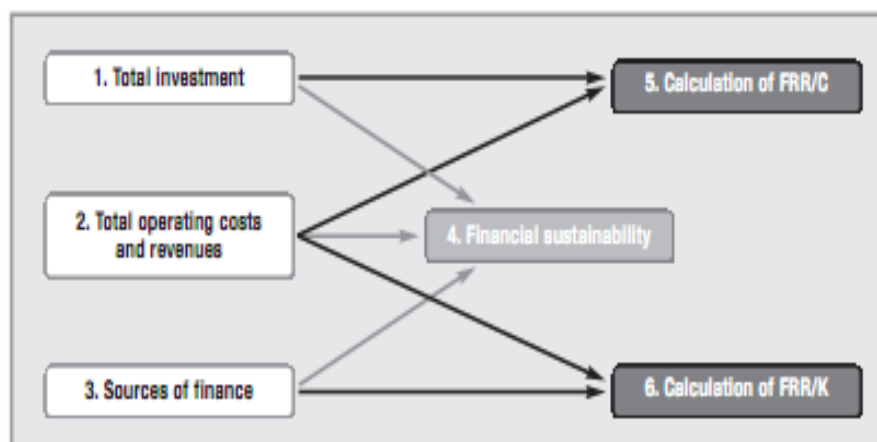 1. Total investment
5. Calculation of FRR/C
2. Total operating costs
and revenues
4. Financial sustainability
3. Sources of finance
6. Calculation of FRR/K